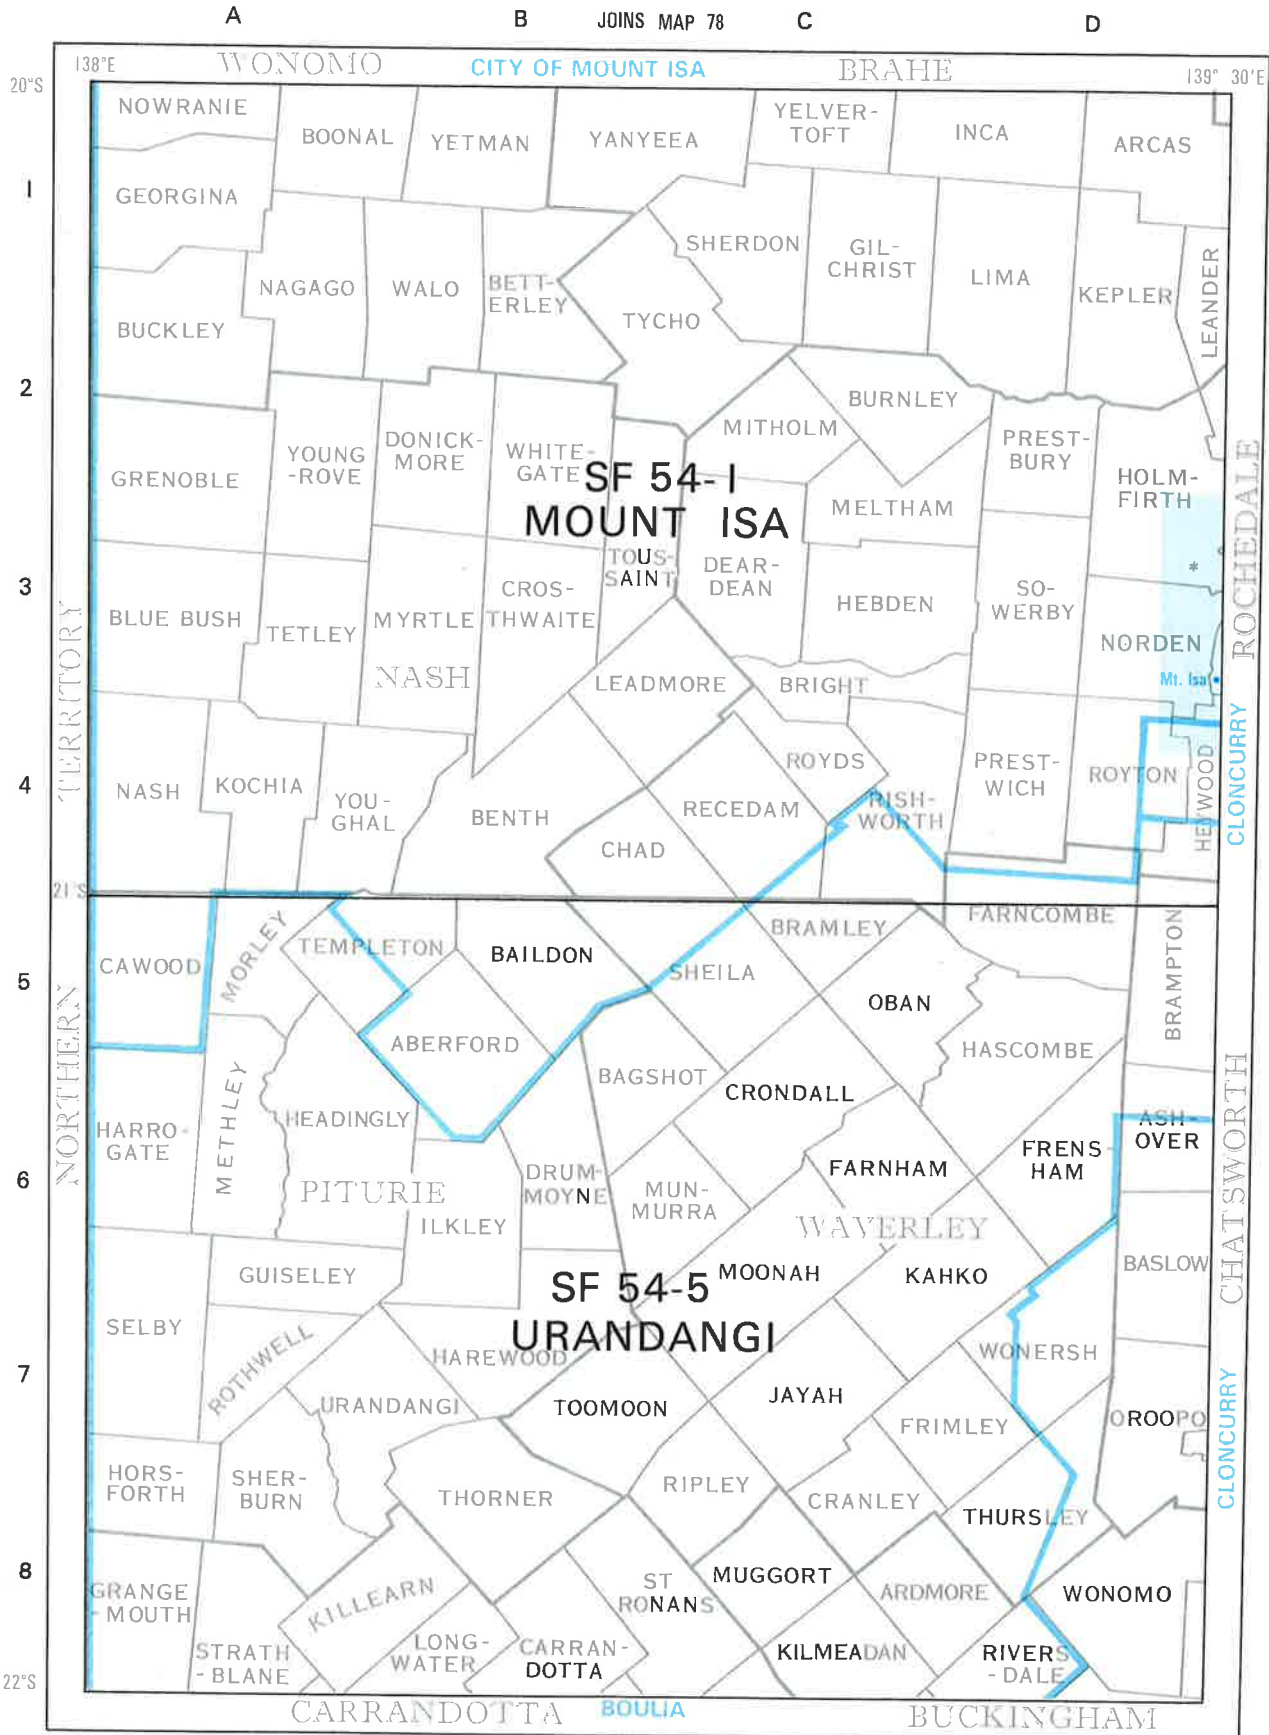 A B JOINS MAP 78 C D
138°E WONOMO CITY OF MOUNT ISA BRAHE 139° 30'E
20°S
NOWRANIE
BOONAL
YETMAN
YANYEEA
YELVER-
TOFT
INCA
ARCAS
1
GEORGINA
SHERDON
GIL-
CHRIST
LIMA
KEPLER
LEANDER
NAGAGO
WALO
BETT-
ERLEY
TYCHO
BUCKLEY
2
BURNLEY
MITHOLM
GRENOBLE
YOUNG
-ROVE
DONICK-
MORE
WHITE-
GATE
PREST-
BURY
HOLM-
FIRTH
SF 54-1
MOUNT ISA
MELTHAM
TOUS-
SAINT
DEAR-
DEAN
3
BLUE BUSH
TETLEY
MYRTLE
CROS-
THWAITE
HEBDEN
SO-
WERBY
NORDEN
*
Mt. Isa
NASH
LEADMORE
BRIGHT
TERRITORY
ROCHEDALE
CLONCURRY
4
NASH
KOCHIA
YOU-
GHAL
BENTH
RECEDAM
ROYDS
RISH-
WORTH
PREST-
WICH
ROYTON
HEYWOOD
CHAD
21°S
CAWOOD
MORLEY
TEMPLETON
BAILDON
SHEILA
BRAMLEY
FARNCOMBE
BRAMPTON
5
OBAN
ABERFORD
HASCOMBE
NORTHERN
BAGSHOT
CRONDALL
METHLEY
HEADINGLY
HARRO-
GATE
ASH-
OVER
6
FARNHAM
FRENS-
HAM
DRUM-
MOYNE
MUN-
MURRA
PITURIE
ILKLEY
WAVERLEY
CHATSWORTH
BASLOW
GUISELEY
MOONAH
KAHKO
SF 54-5
URANDANGI
SELBY
ROTHWELL
HAREWOOD
WONERSH
7
URANDANGI
TOOMOON
JAYAH
FRIMLEY
OROOPO
CLONCURRY
HORS-
FORTH
SHER-
BURN
THORNER
RIPLEY
CRANLEY
THURSLEY
8
GRANGE
-MOUTH
KILLEARN
ST
RONANS
MUGGORT
ARDMORE
WONOMO
STRATH
-BLANE
LONG-
WATER
CARRAN-
DOTTA
KILMEADAN
RIVERS
-DALE
22°S
CARRANDOTTA BOULIA BUCKINGHAM